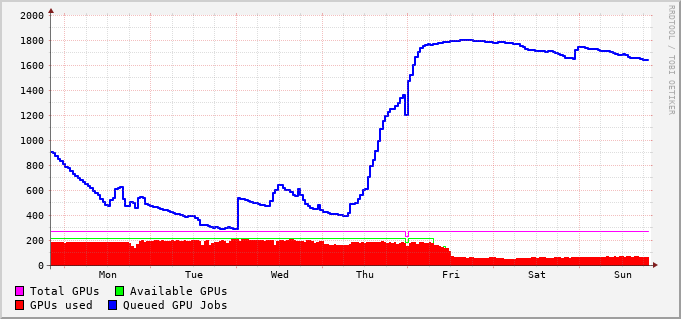 2000
1800
1600
1400
1200
1000
800
600
400
200
0
Mon Tue Wed Thu Fri Sat Sun
Total GPUs Available GPUs
GPUs used Queued GPU Jobs
RRDTOOL / TOBI OETIKER